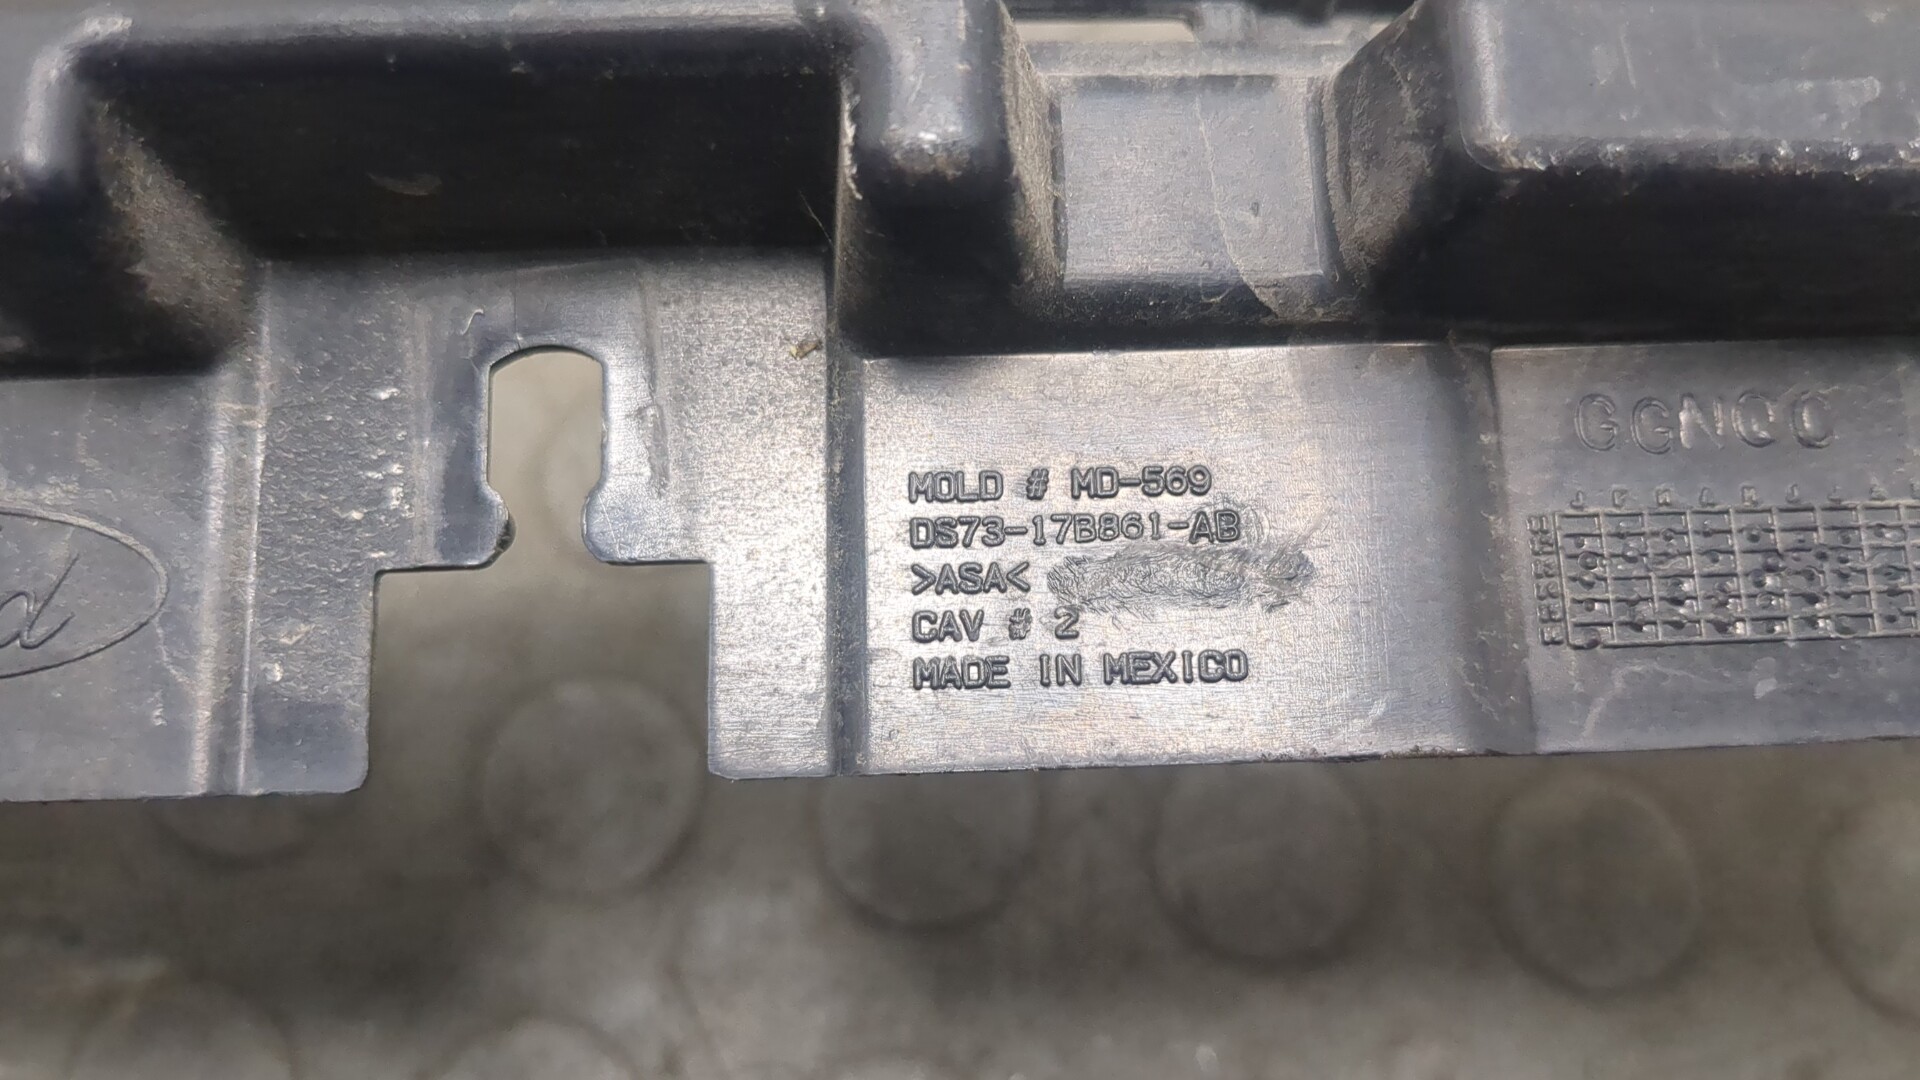 MOLD # MD-569
DS73-17B861-AB
>ASA<
CAV # 2
MADE IN MEXICO